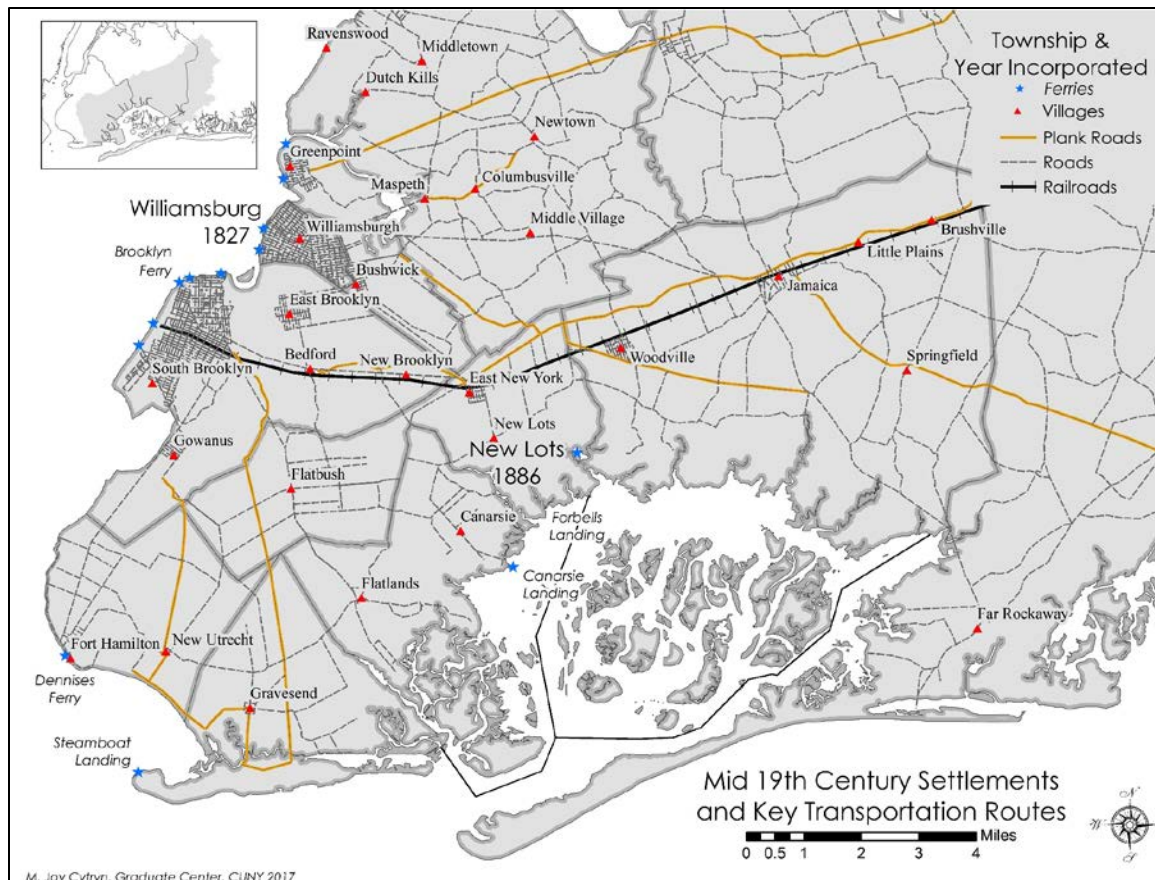 Ravenswood
Middletown
Dutch Kills
Township &
Year Incorporated
Ferries
Villages
Plank Roads
Roads
Railroads
Newtown
Greenpoint
Maspeth
Columbusville
Williamsburg
1827
Williamsburgh
Middle Village
Brushville
Little Plains
Brooklyn
Ferry
Bushwick
Jamaica
East Brooklyn
Bedford
New Brooklyn
Woodville
Springfield
South Brooklyn
East New York
New Lots
New Lots
1886
Gowanus
Flatbush
Canarsie
Forbells
Landing
Canarsie
Landing
Flatlands
Far Rockaway
Fort Hamilton
New Utrecht
Dennises
Ferry
Gravesend
Steamboat
Landing
Mid 19th Century Settlements
and Key Transportation Routes
Miles
0 0.5 1 2 3 4
N
W
S
M. Joy Cytryn, Graduate Center, CUNY 2017